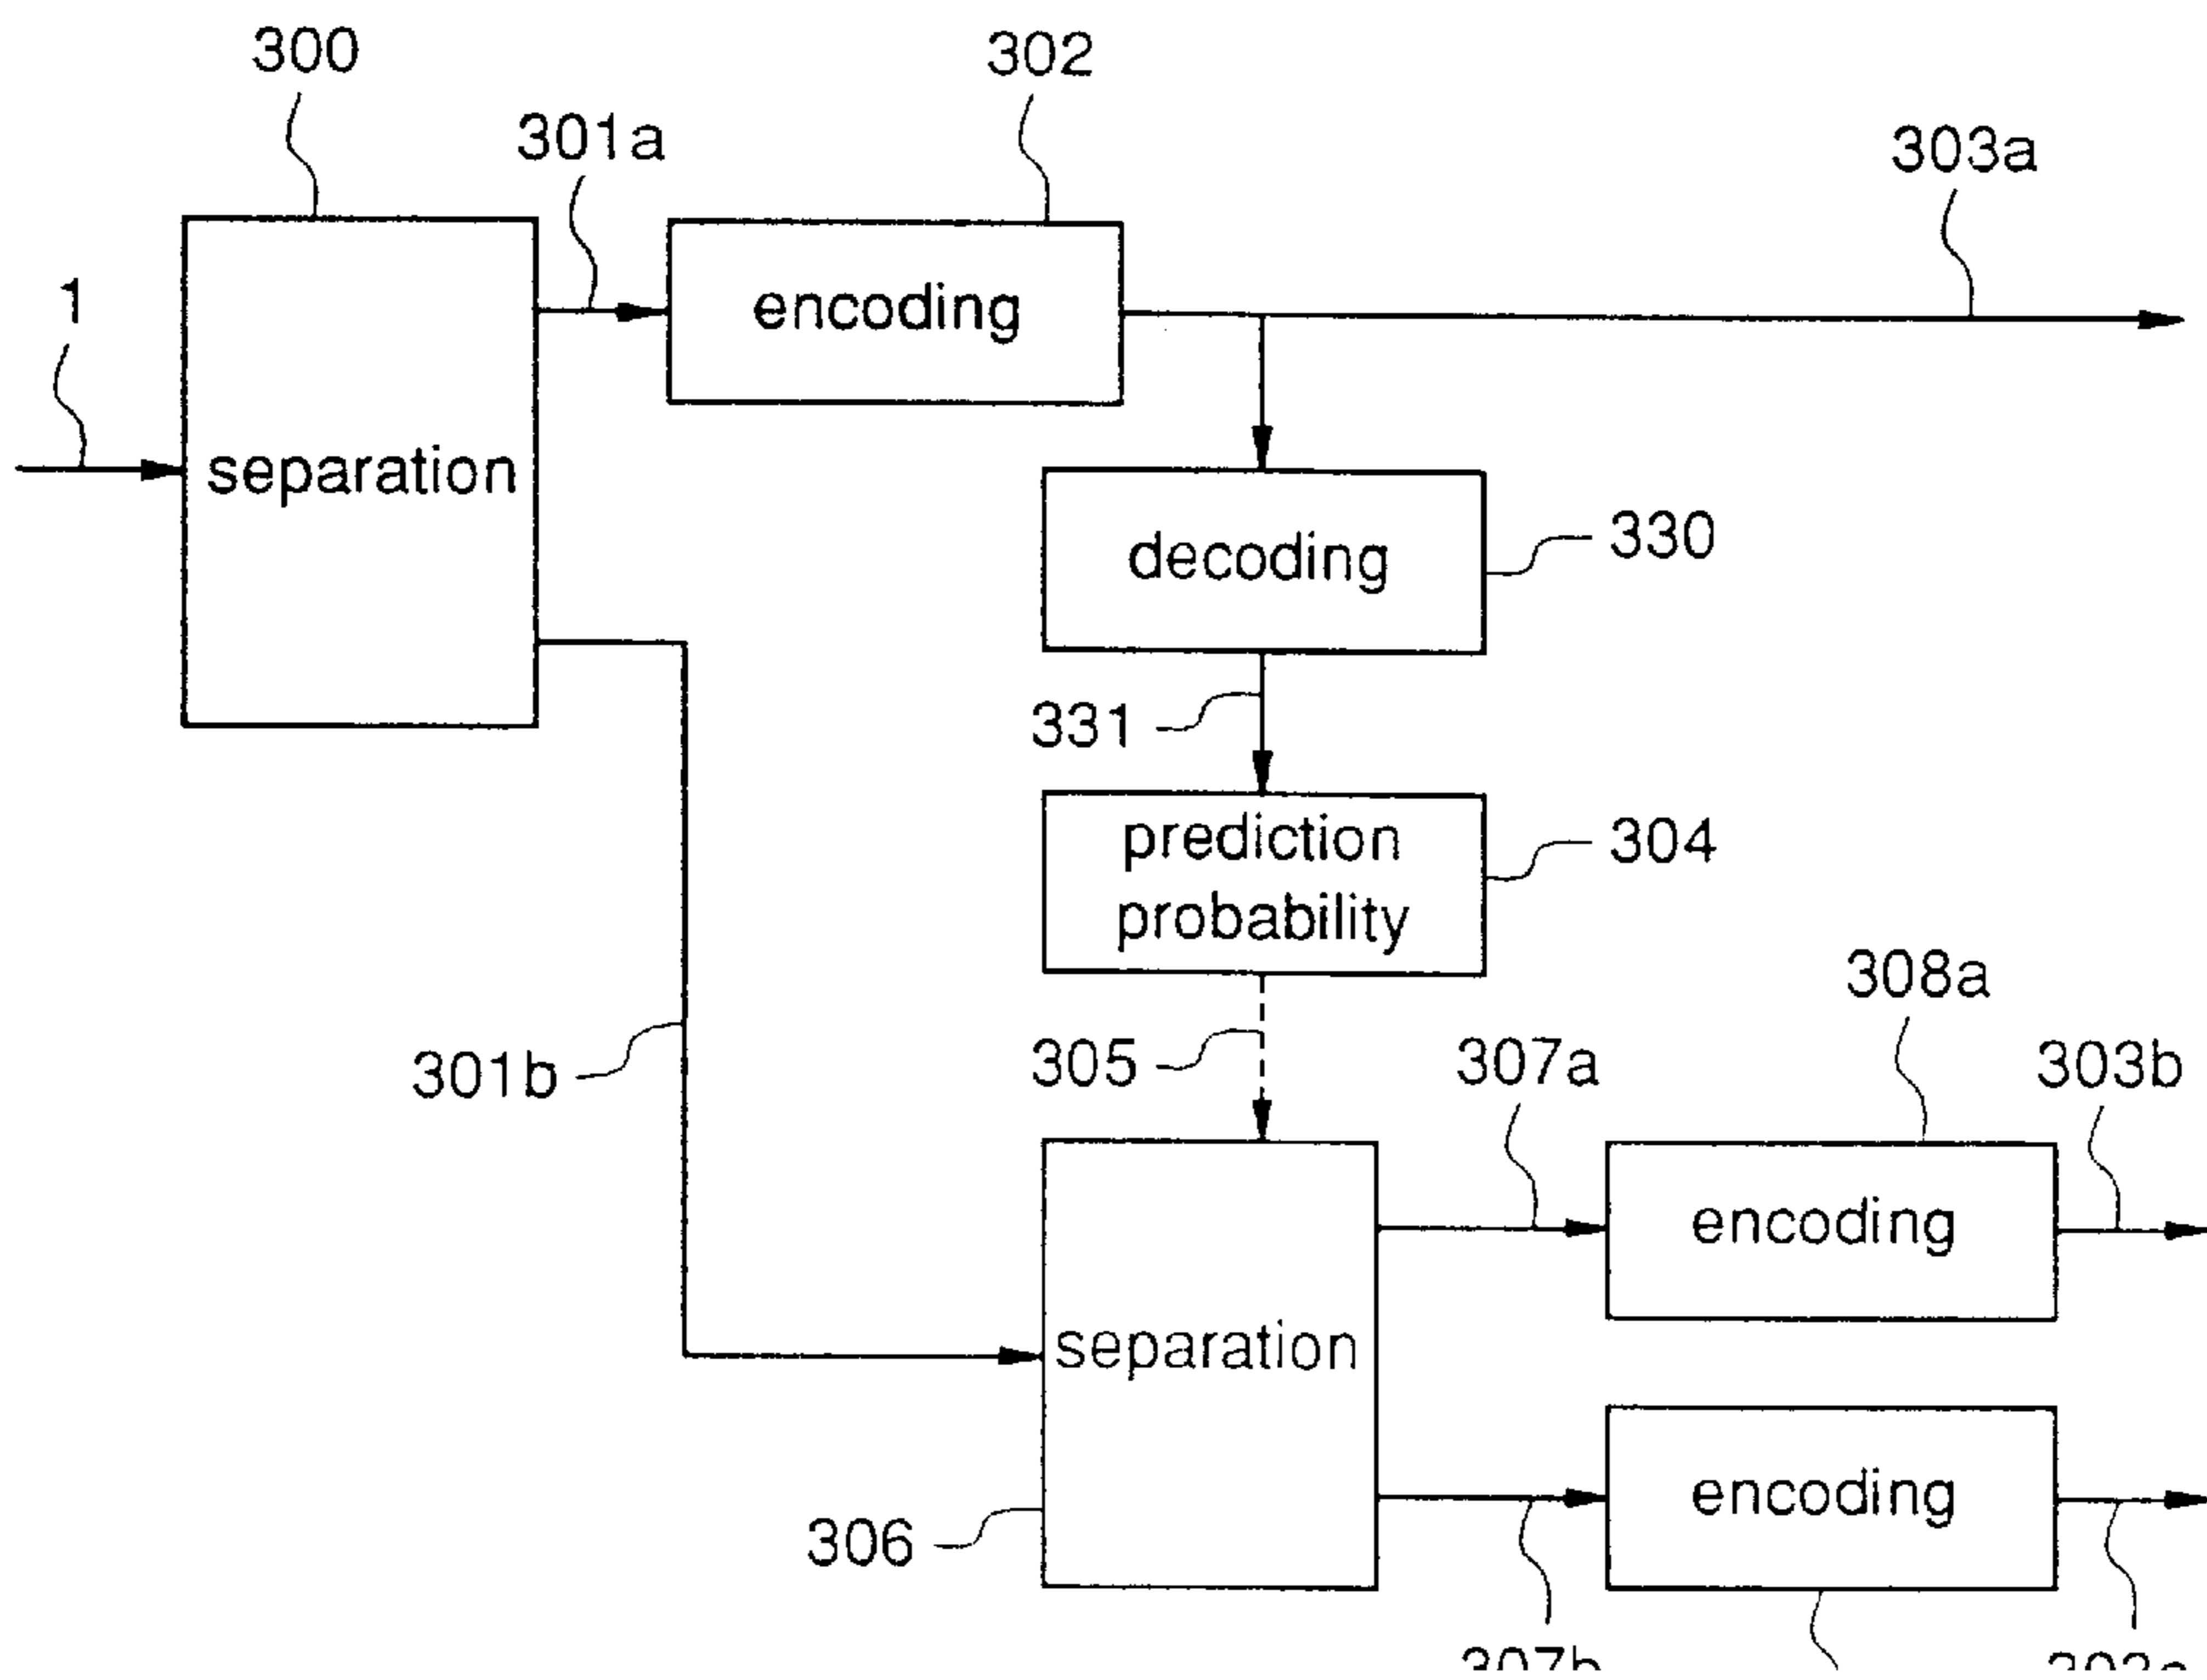 300
302
301a
303a
1
encoding
separation
decoding
330
331
prediction
probability
304
308a
305
307a
303b
301b
encoding
separation
encoding
306
307b